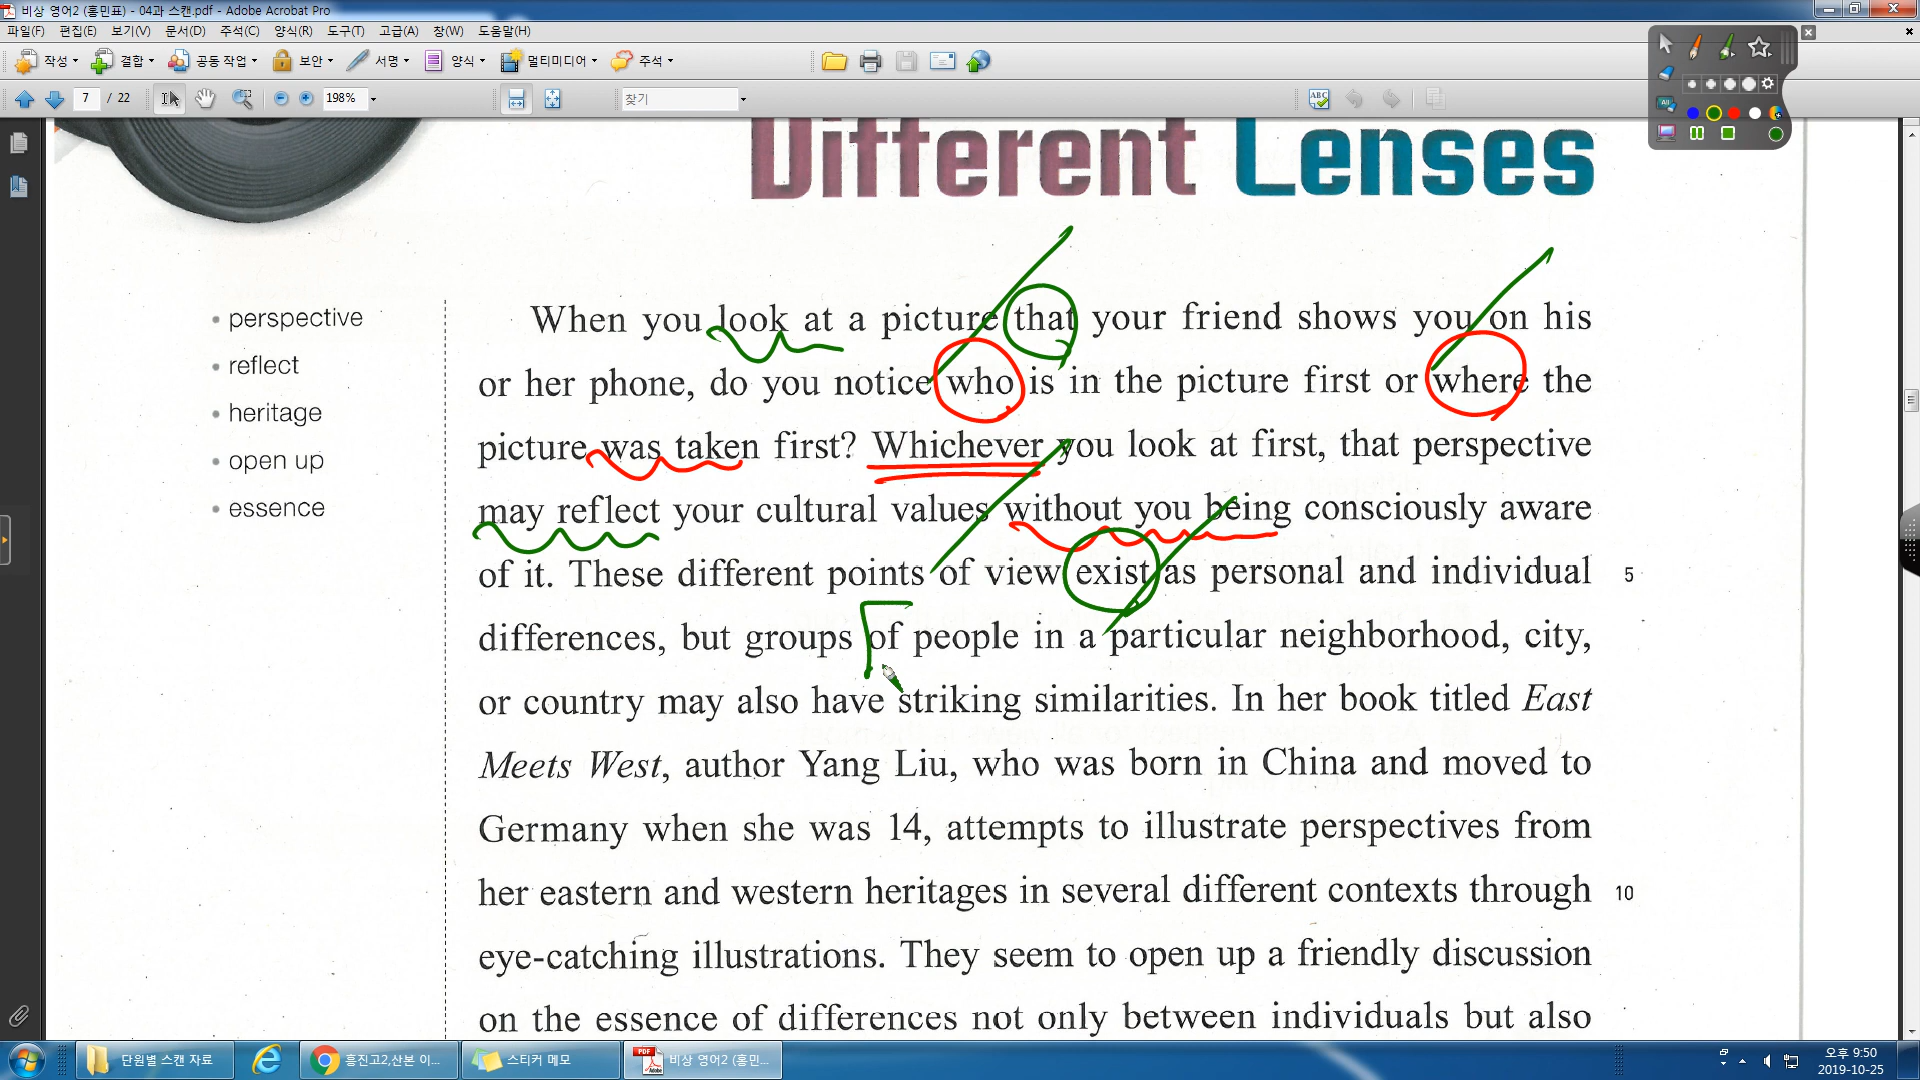 비상 영어2 (홍민표) - 04과 스캔.pdf - Adobe Acrobat Pro
파일(F) 편집(E) 보기(V) 문서(D) 주석(C) 양식(R) 도구(T) 고급(A) 창(W) 도움말(H)
작성 결합 공동 작업 보안 서명 양식 멀티미디어 주석
7 / 22 198% 찾기
Different Lenses
• perspective
• reflect
• heritage
• open up
• essence
When you look at a picture that your friend shows you on his
or her phone, do you notice who is in the picture first or where the
picture was taken first? Whichever you look at first, that perspective
may reflect your cultural values without you being consciously aware
of it. These different points of view exist as personal and individual 5
differences, but groups of people in a particular neighborhood, city,
or country may also have striking similarities. In her book titled East
Meets West, author Yang Liu, who was born in China and moved to
Germany when she was 14, attempts to illustrate perspectives from
her eastern and western heritages in several different contexts through 10
eye-catching illustrations. They seem to open up a friendly discussion
on the essence of differences not only between individuals but also
단원별 스캔 자료 흥진고2,산본 이... 스티커 메모 비상 영어2 (홍민...
오후 9:50
2019-10-25